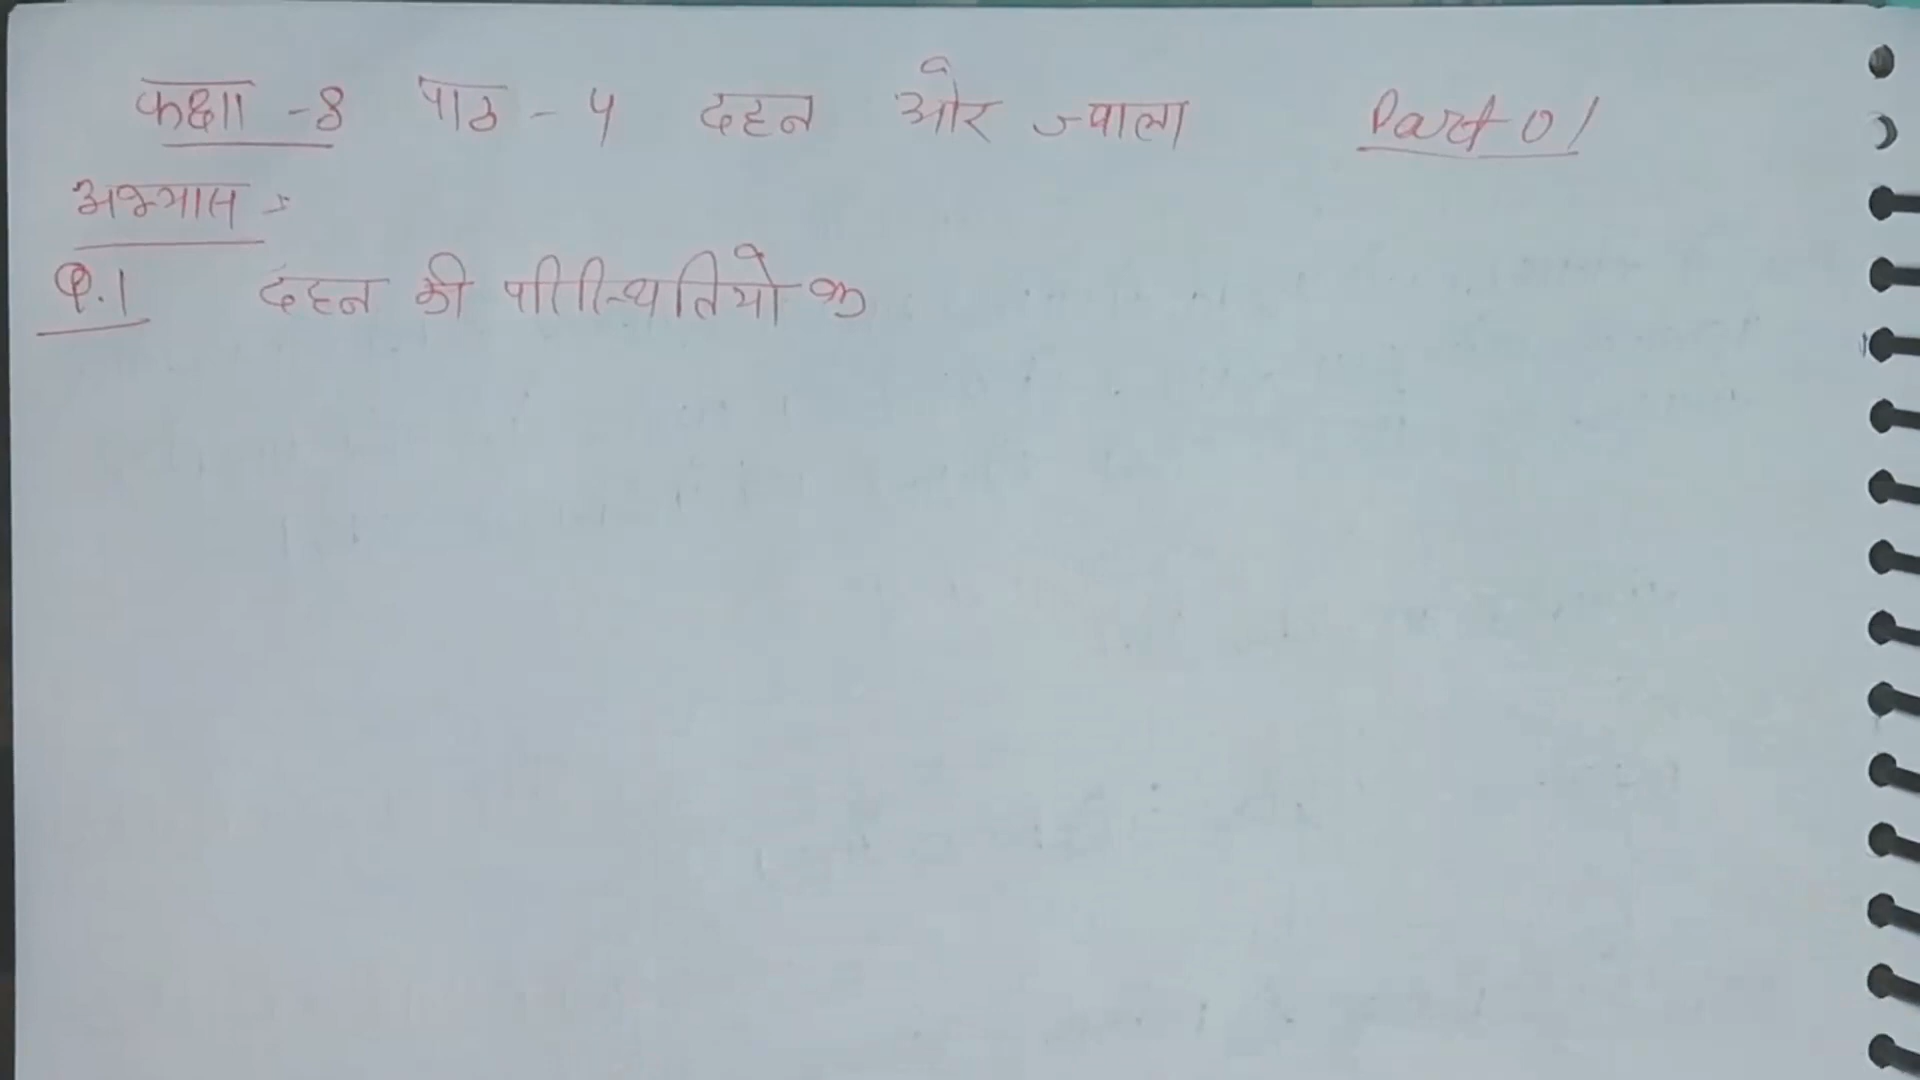 कक्षा -8 पाठ - 4 दहन और ज्वाला Part 01
अभ्यास :-
Q.1 दहन की परिस्थितियो क